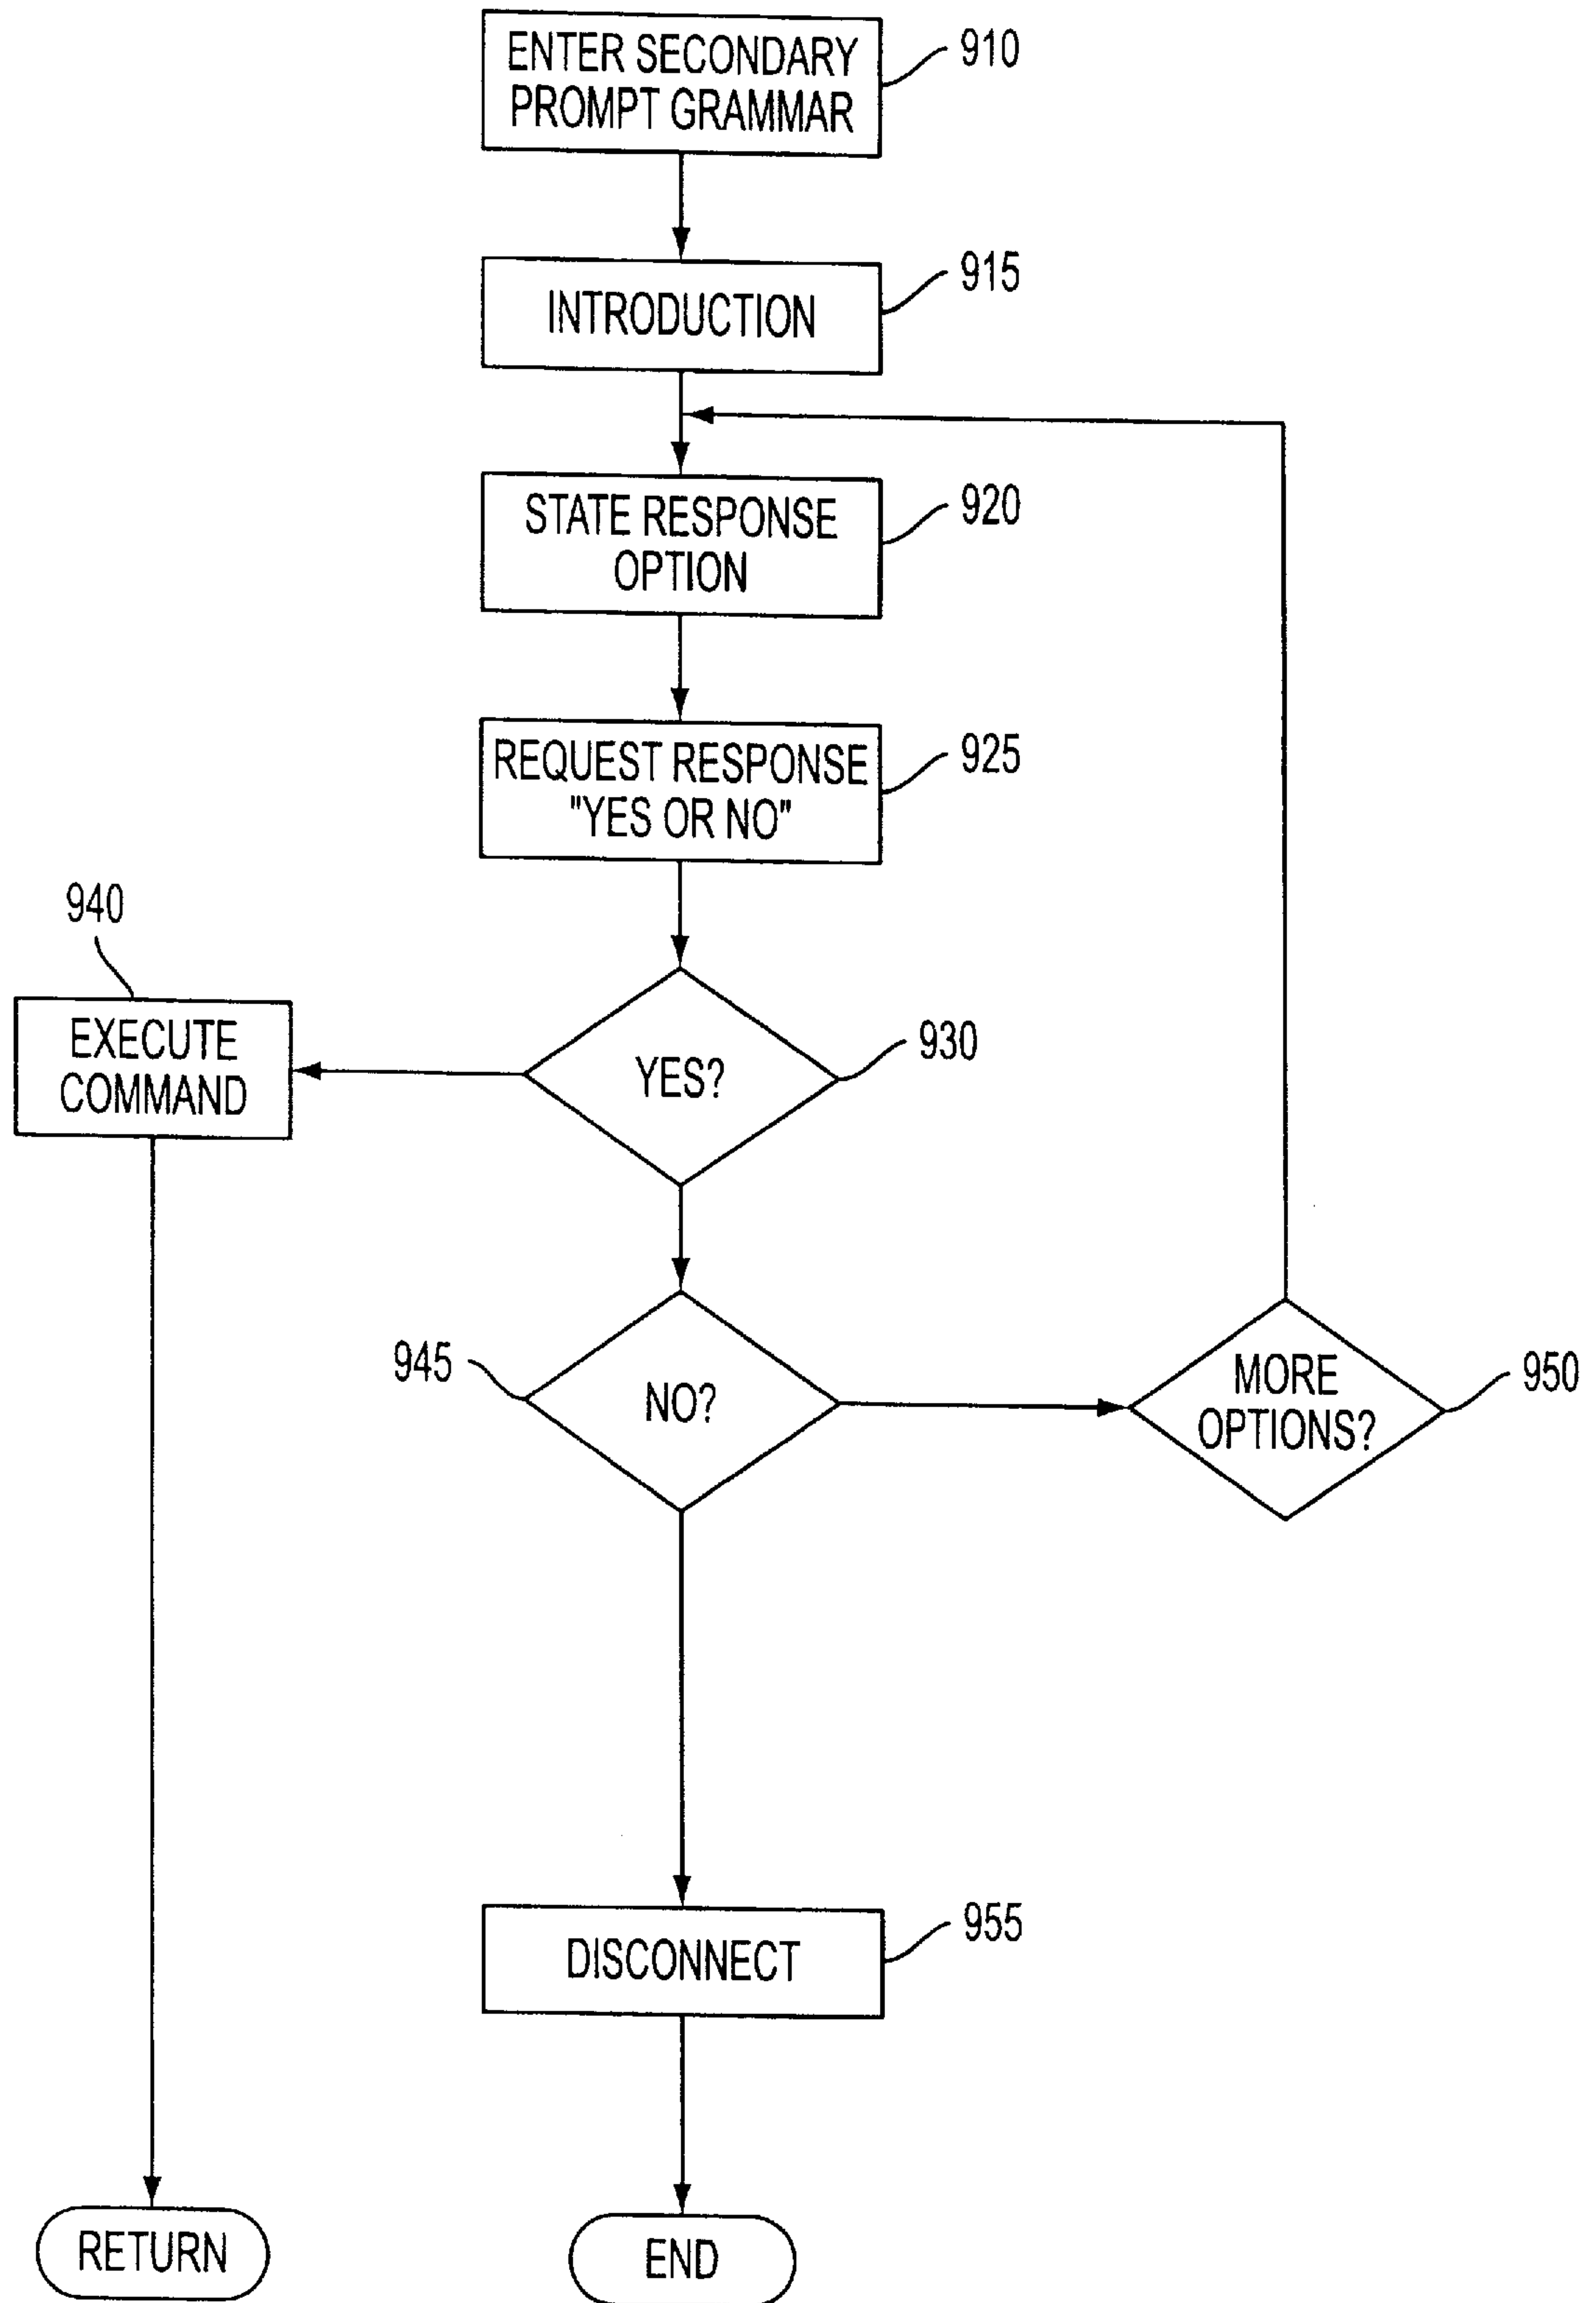 ENTER SECONDARY
PROMPT GRAMMAR
910
INTRODUCTION
915
STATE RESPONSE
OPTION
920
REQUEST RESPONSE
"YES OR NO"
925
940
EXECUTE
COMMAND
YES?
930
945
NO?
MORE
OPTIONS?
950
DISCONNECT
955
RETURN
END